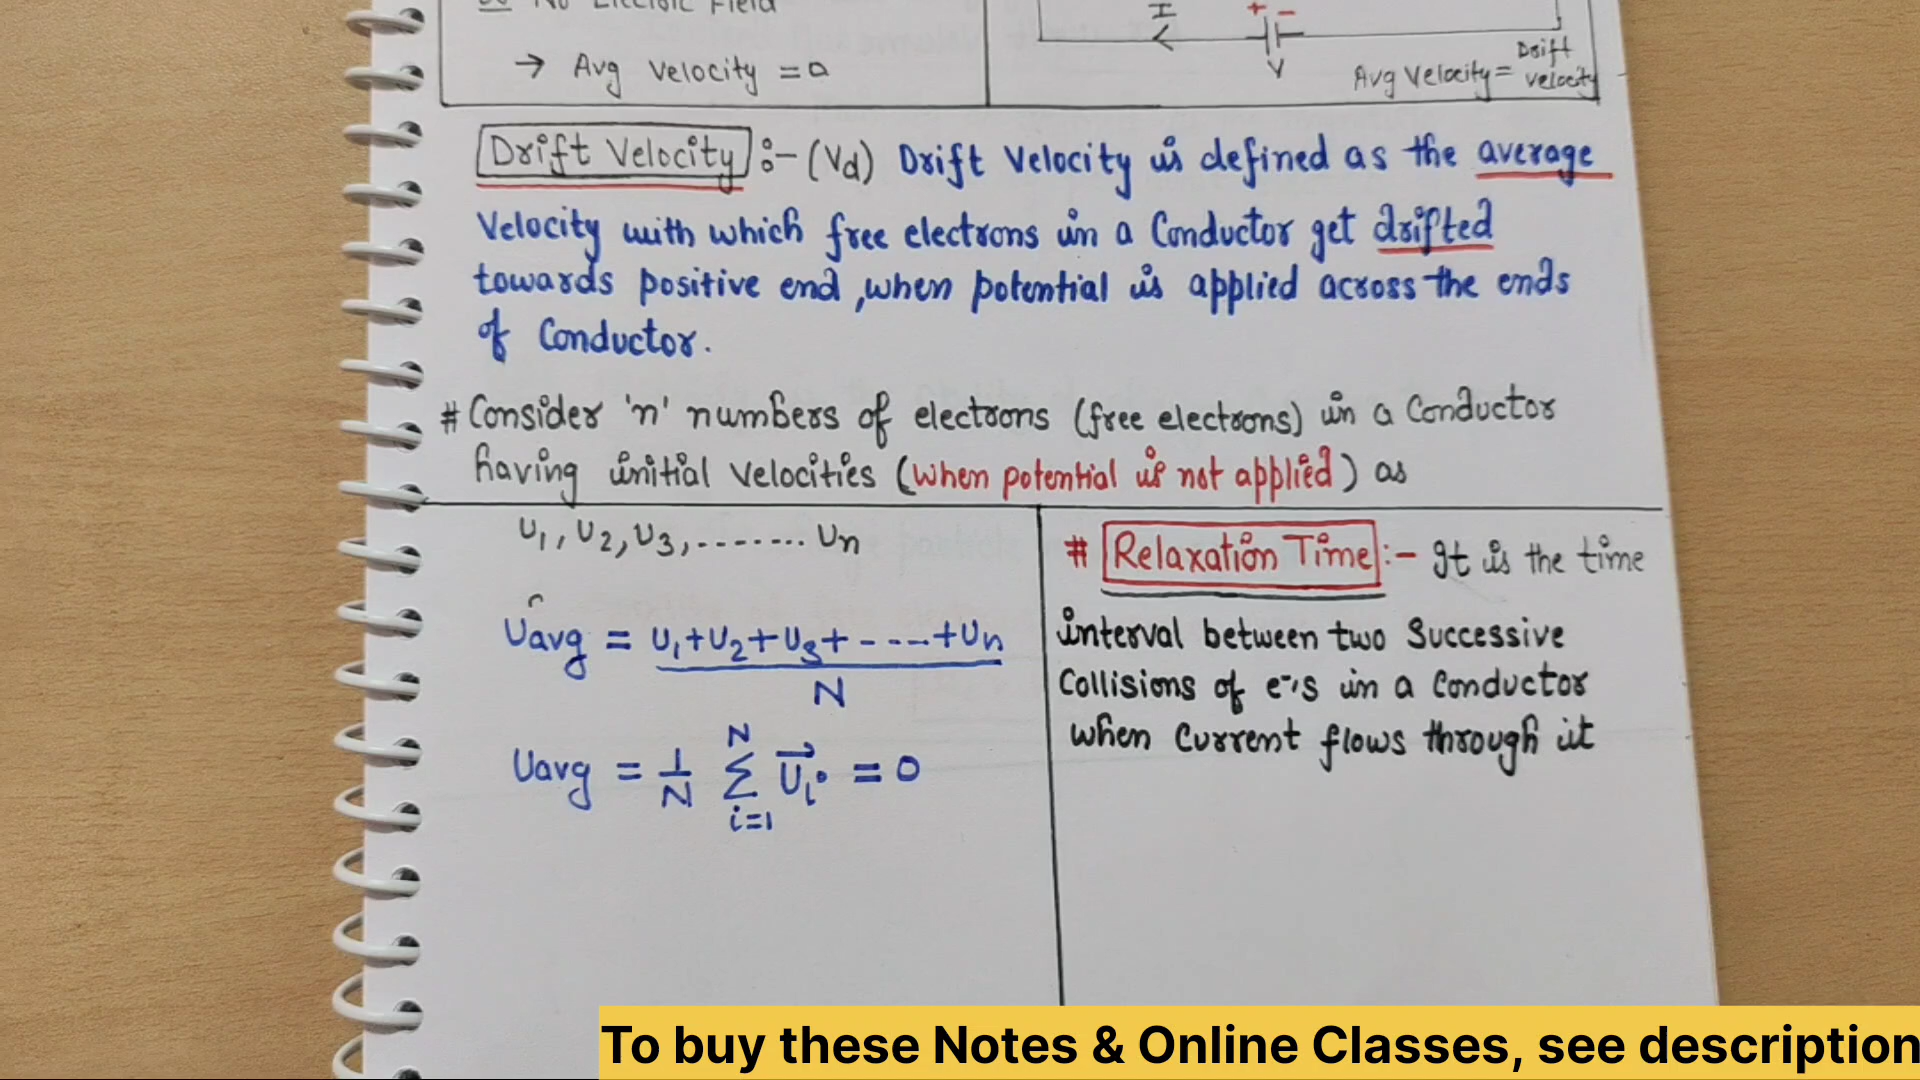 No Electric Field
→ Avg Velocity = 0
I
+ -
V
Avg Velocity = Drift velocity
Drift Velocity :- (Vd) Drift Velocity is defined as the average
Velocity with which free electrons in a Conductor get drifted
towards positive end, when potential is applied across the ends
of Conductor.
# Consider 'n' numbers of electrons (free electrons) in a Conductor
having initial velocities (when potential is not applied) as
U1, U2, U3, ........ Un
Uavg = U1+U2+U3+----+Un
N
Uavg = 1/N N Σ i=1 U⃗i = 0
# Relaxation Time :- It is the time
interval between two Successive
Collisions of e-'s in a Conductor
when Current flows through it
To buy these Notes & Online Classes, see description